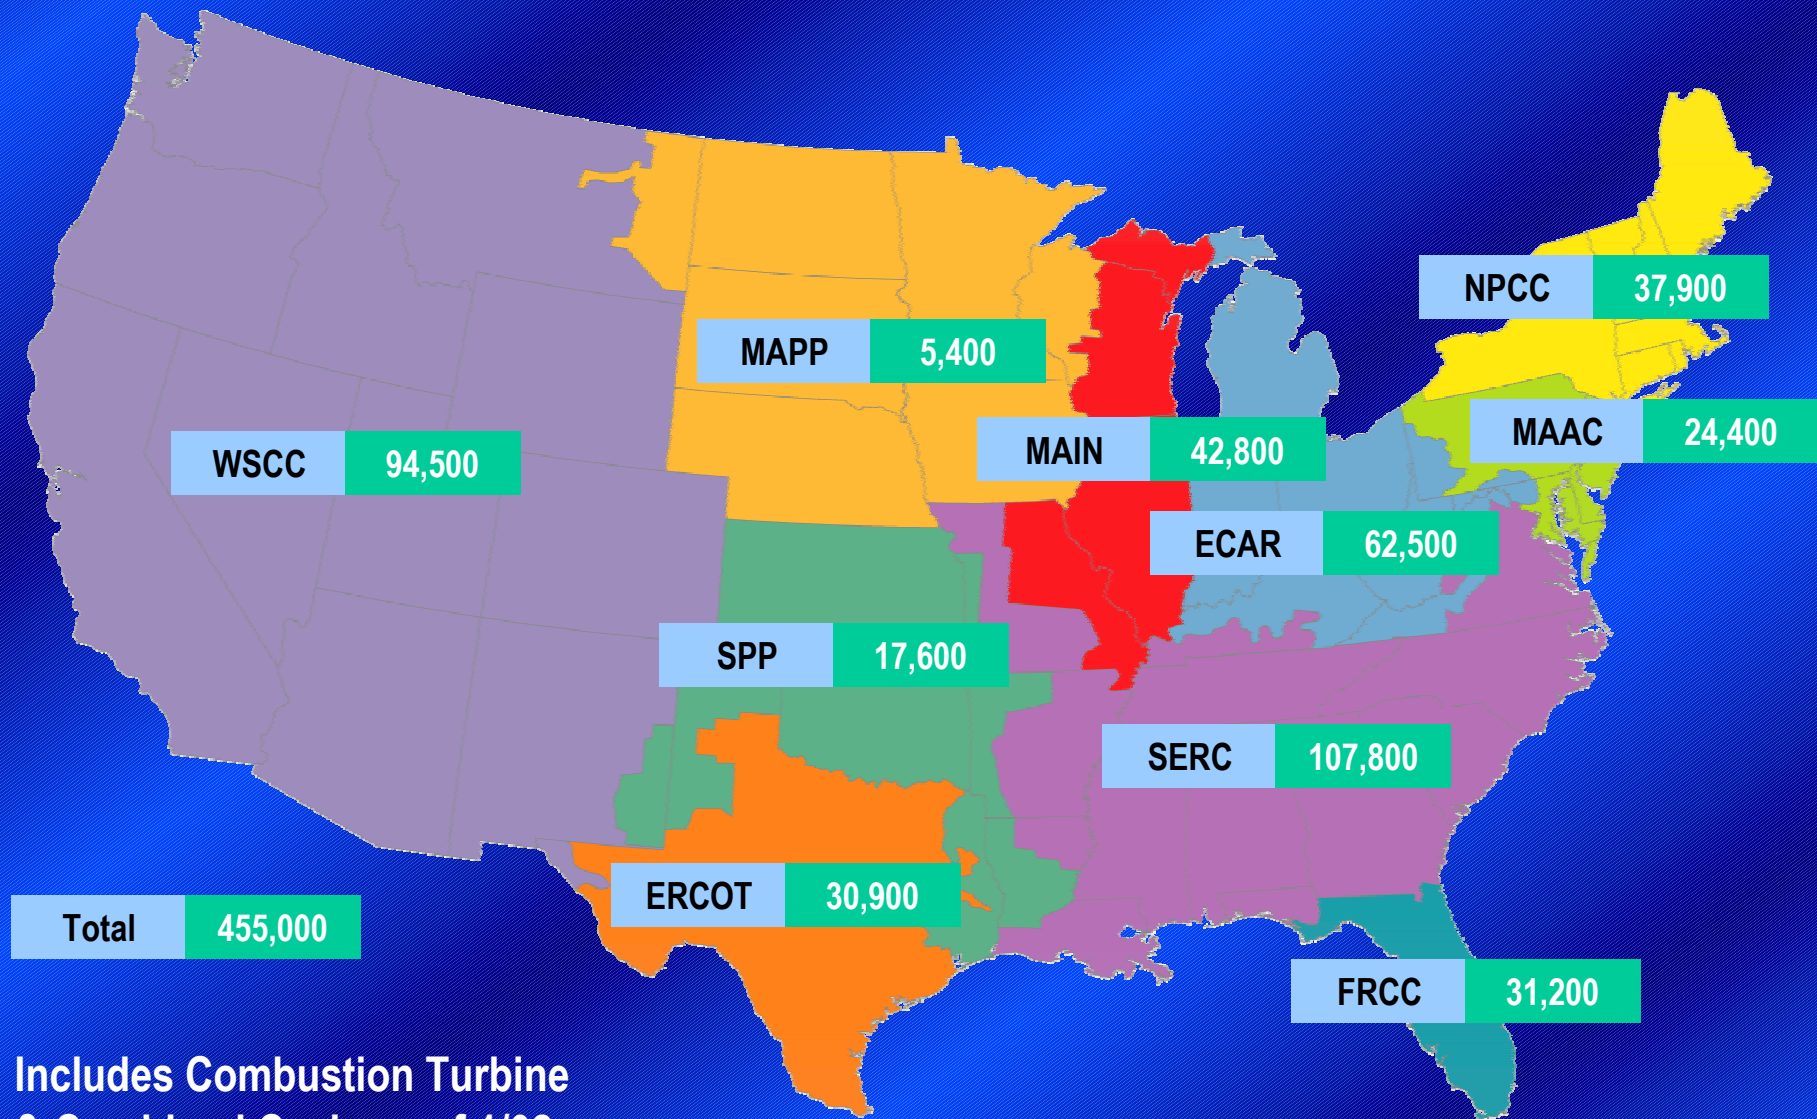 NPCC 37,900
MAPP 5,400
MAAC 24,400
MAIN 42,800
WSCC 94,500
ECAR 62,500
SPP 17,600
SERC 107,800
ERCOT 30,900
Total 455,000
FRCC 31,200
Includes Combustion Turbine